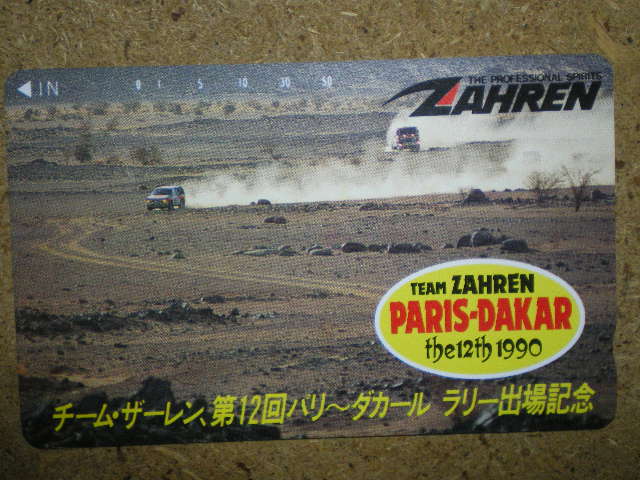 ◀IN 0 1 5 10 30 50
THE PROFESSIONAL SPIRITS
ZAHREN
TEAM ZAHREN
PARIS-DAKAR
the 12th 1990
チーム・ザーレン、第12回パリ〜ダカール ラリー出場記念